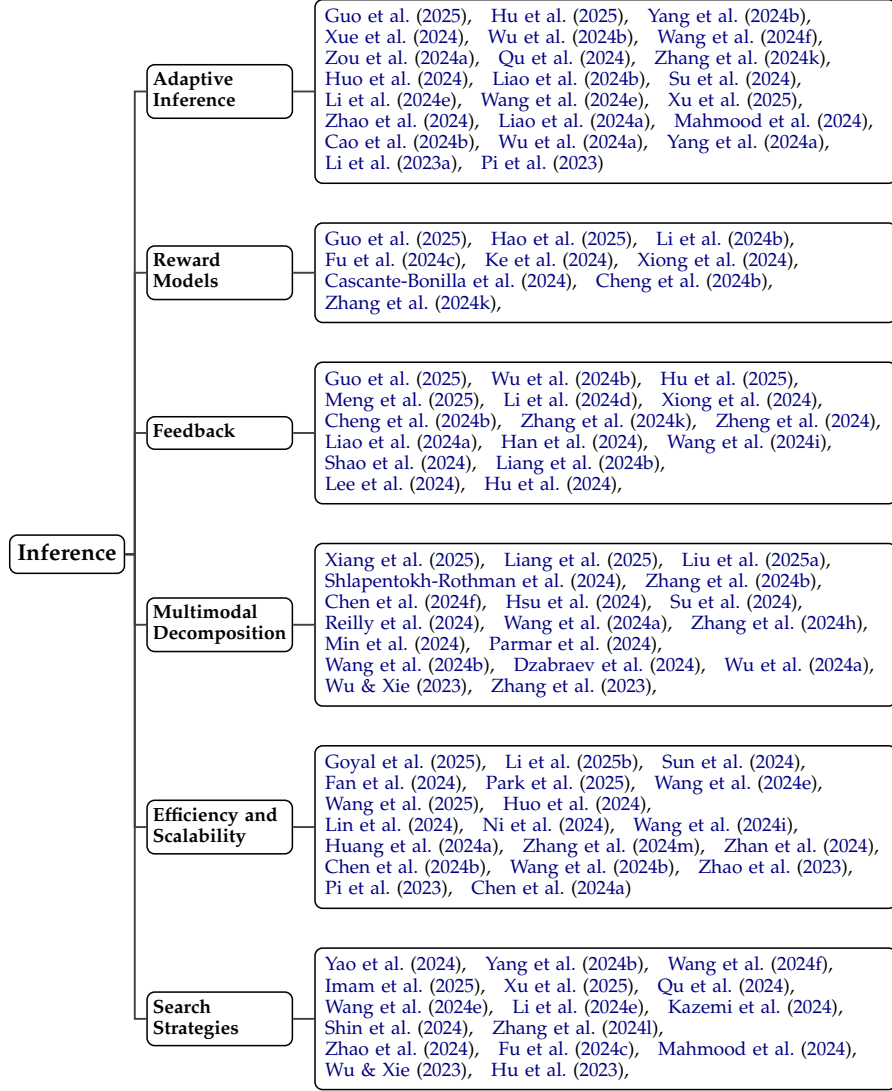 Inference
Adaptive
Inference
Guo et al. (2025), Hu et al. (2025), Yang et al. (2024b),
Xue et al. (2024), Wu et al. (2024b), Wang et al. (2024f),
Zou et al. (2024a), Qu et al. (2024), Zhang et al. (2024k),
Huo et al. (2024), Liao et al. (2024b), Su et al. (2024),
Li et al. (2024e), Wang et al. (2024e), Xu et al. (2025),
Zhao et al. (2024), Liao et al. (2024a), Mahmood et al. (2024),
Cao et al. (2024b), Wu et al. (2024a), Yang et al. (2024a),
Li et al. (2023a), Pi et al. (2023)
Reward
Models
Guo et al. (2025), Hao et al. (2025), Li et al. (2024b),
Fu et al. (2024c), Ke et al. (2024), Xiong et al. (2024),
Cascante-Bonilla et al. (2024), Cheng et al. (2024b),
Zhang et al. (2024k),
Feedback
Guo et al. (2025), Wu et al. (2024b), Hu et al. (2025),
Meng et al. (2025), Li et al. (2024d), Xiong et al. (2024),
Cheng et al. (2024b), Zhang et al. (2024k), Zheng et al. (2024),
Liao et al. (2024a), Han et al. (2024), Wang et al. (2024i),
Shao et al. (2024), Liang et al. (2024b),
Lee et al. (2024), Hu et al. (2024),
Multimodal
Decomposition
Xiang et al. (2025), Liang et al. (2025), Liu et al. (2025a),
Shlapentokh-Rothman et al. (2024), Zhang et al. (2024b),
Chen et al. (2024f), Hsu et al. (2024), Su et al. (2024),
Reilly et al. (2024), Wang et al. (2024a), Zhang et al. (2024h),
Min et al. (2024), Parmar et al. (2024),
Wang et al. (2024b), Dzabraev et al. (2024), Wu et al. (2024a),
Wu & Xie (2023), Zhang et al. (2023),
Efficiency and
Scalability
Goyal et al. (2025), Li et al. (2025b), Sun et al. (2024),
Fan et al. (2024), Park et al. (2025), Wang et al. (2024e),
Wang et al. (2025), Huo et al. (2024),
Lin et al. (2024), Ni et al. (2024), Wang et al. (2024i),
Huang et al. (2024a), Zhang et al. (2024m), Zhan et al. (2024),
Chen et al. (2024b), Wang et al. (2024b), Zhao et al. (2023),
Pi et al. (2023), Chen et al. (2024a)
Search
Strategies
Yao et al. (2024), Yang et al. (2024b), Wang et al. (2024f),
Imam et al. (2025), Xu et al. (2025), Qu et al. (2024),
Wang et al. (2024e), Li et al. (2024e), Kazemi et al. (2024),
Shin et al. (2024), Zhang et al. (2024l),
Zhao et al. (2024), Fu et al. (2024c), Mahmood et al. (2024),
Wu & Xie (2023), Hu et al. (2023),